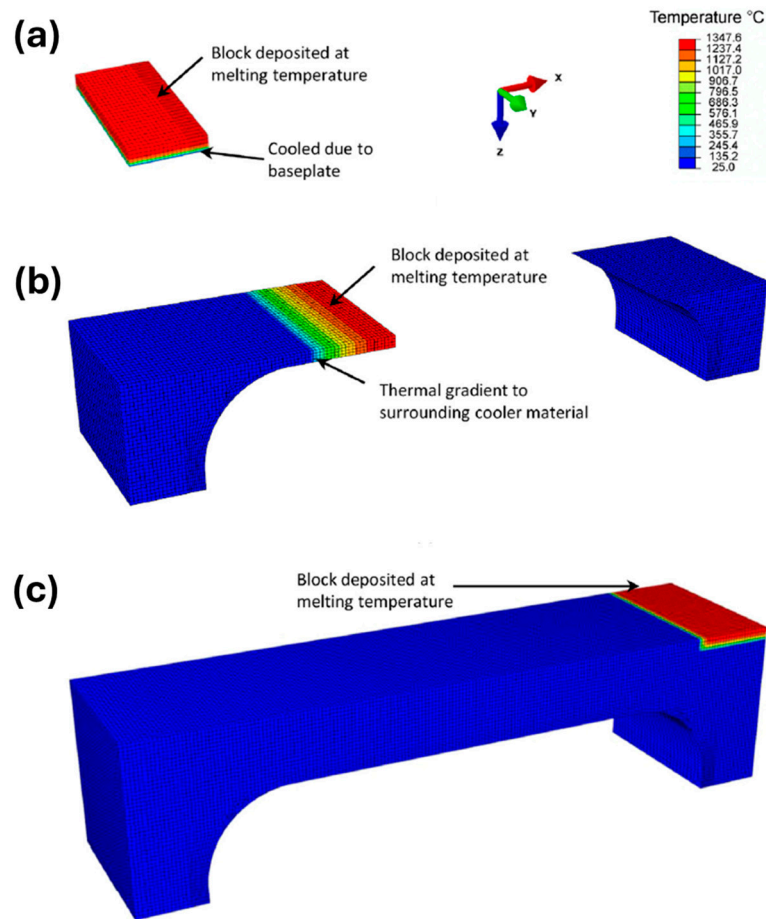 (a)
Block deposited at
melting temperature
Cooled due to
baseplate
X
Y
Z
Temperature °C
1347.6
1237.4
1127.2
1017.0
906.7
796.5
686.3
576.1
465.9
355.7
245.4
135.2
25.0
(b)
Block deposited at
melting temperature
Thermal gradient to
surrounding cooler material
(c)
Block deposited at
melting temperature